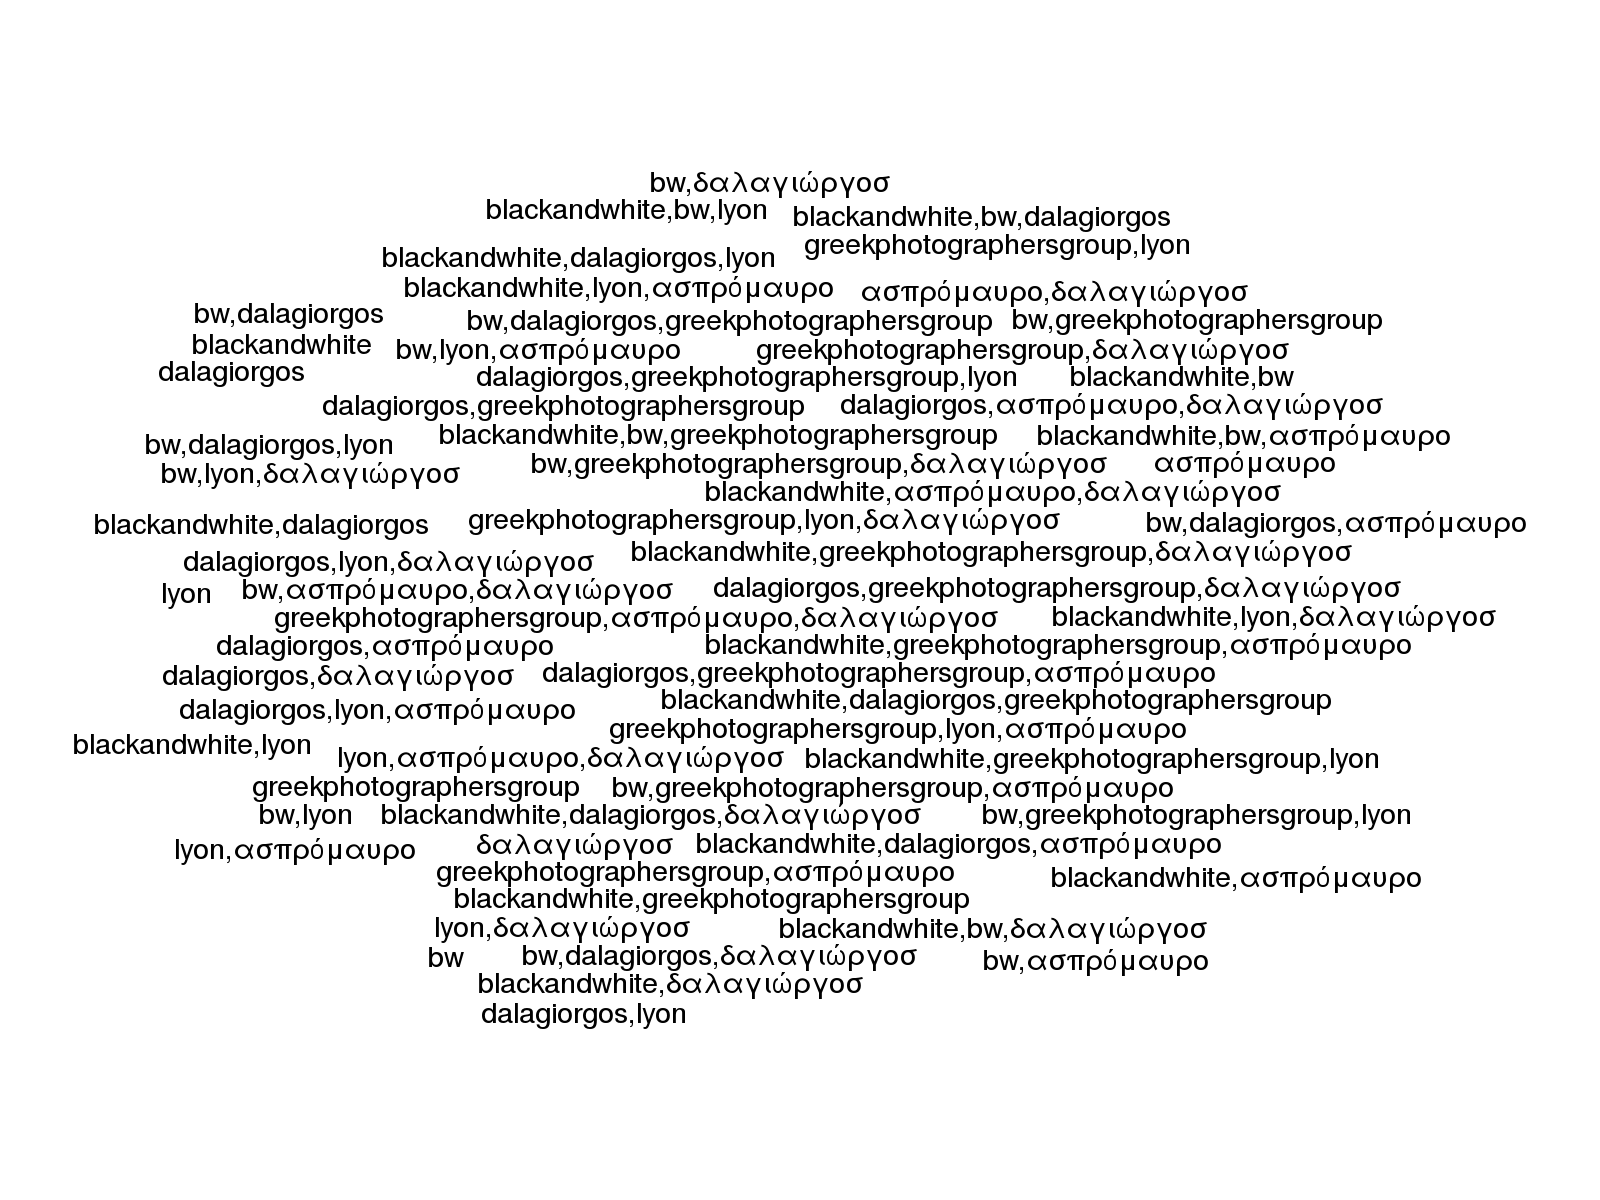 bw,δαλαγιώργοσ
blackandwhite,bw,lyon
blackandwhite,bw,dalagiorgos
greekphotographersgroup,lyon
blackandwhite,dalagiorgos,lyon
blackandwhite,lyon,ασπρόμαυρο
ασπρόμαυρο,δαλαγιώργοσ
bw,dalagiorgos
bw,dalagiorgos,greekphotographersgroup
bw,greekphotographersgroup
blackandwhite
bw,lyon,ασπρόμαυρο
greekphotographersgroup,δαλαγιώργοσ
dalagiorgos
dalagiorgos,greekphotographersgroup,lyon
blackandwhite,bw
dalagiorgos,greekphotographersgroup
dalagiorgos,ασπρόμαυρο,δαλαγιώργοσ
bw,dalagiorgos,lyon
blackandwhite,bw,greekphotographersgroup
blackandwhite,bw,ασπρόμαυρο
bw,lyon,δαλαγιώργοσ
bw,greekphotographersgroup,δαλαγιώργοσ
ασπρόμαυρο
blackandwhite,ασπρόμαυρο,δαλαγιώργοσ
blackandwhite,dalagiorgos
greekphotographersgroup,lyon,δαλαγιώργοσ
bw,dalagiorgos,ασπρόμαυρο
dalagiorgos,lyon,δαλαγιώργοσ
blackandwhite,greekphotographersgroup,δαλαγιώργοσ
lyon
bw,ασπρόμαυρο,δαλαγιώργοσ
dalagiorgos,greekphotographersgroup,δαλαγιώργοσ
greekphotographersgroup,ασπρόμαυρο,δαλαγιώργοσ
blackandwhite,lyon,δαλαγιώργοσ
dalagiorgos,ασπρόμαυρο
blackandwhite,greekphotographersgroup,ασπρόμαυρο
dalagiorgos,δαλαγιώργοσ
dalagiorgos,greekphotographersgroup,ασπρόμαυρο
dalagiorgos,lyon,ασπρόμαυρο
blackandwhite,dalagiorgos,greekphotographersgroup
greekphotographersgroup,lyon,ασπρόμαυρο
blackandwhite,lyon
lyon,ασπρόμαυρο,δαλαγιώργοσ
blackandwhite,greekphotographersgroup,lyon
greekphotographersgroup
bw,greekphotographersgroup,ασπρόμαυρο
bw,lyon
blackandwhite,dalagiorgos,δαλαγιώργοσ
bw,greekphotographersgroup,lyon
lyon,ασπρόμαυρο
δαλαγιώργοσ
blackandwhite,dalagiorgos,ασπρόμαυρο
greekphotographersgroup,ασπρόμαυρο
blackandwhite,ασπρόμαυρο
blackandwhite,greekphotographersgroup
lyon,δαλαγιώργοσ
blackandwhite,bw,δαλαγιώργοσ
bw
bw,dalagiorgos,δαλαγιώργοσ
bw,ασπρόμαυρο
blackandwhite,δαλαγιώργοσ
dalagiorgos,lyon